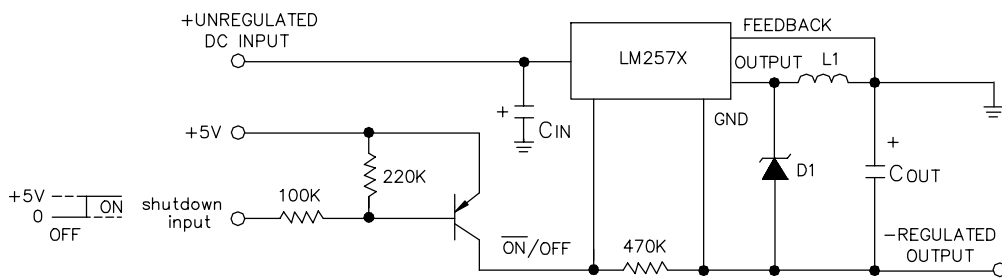 +UNREGULATED
DC INPUT
FEEDBACK
LM257X
OUTPUT
L1
+
CIN
GND
+5V
220K
D1
+
COUT
100K
+5V
0
ON
OFF
shutdown
input
ON/OFF
470K
-REGULATED
OUTPUT